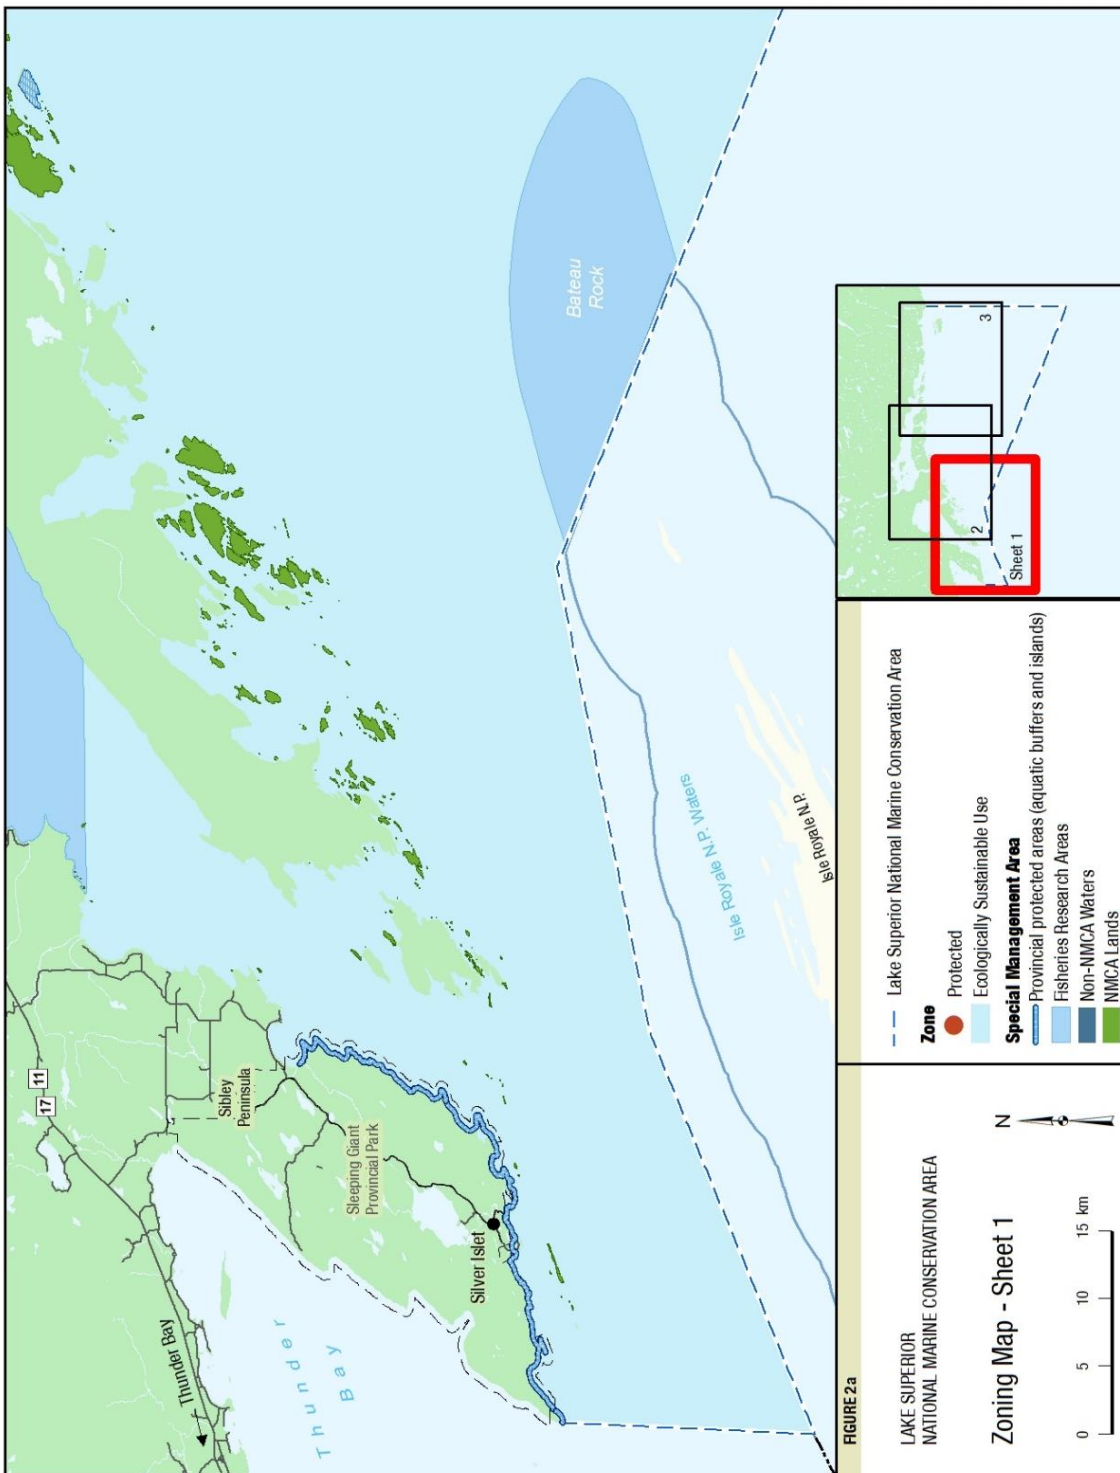 17
11
Thunder Bay
Thunder
Bay
Sibley
Peninsula
Sleeping Giant
Provincial Park
Silver Islet
Bateau
Rock
Isle Royale N.P. Waters
Isle Royale N.P.
FIGURE 2a
LAKE SUPERIOR
NATIONAL MARINE CONSERVATION AREA
Zoning Map - Sheet 1
N
0 5 10 15 km
Lake Superior National Marine Conservation Area
Zone
Protected
Ecologically Sustainable Use
Special Management Area
Provincial protected areas (aquatic buffers and islands)
Fisheries Research Areas
Non-NMCA Waters
NMCA Lands
Sheet 1
2
3